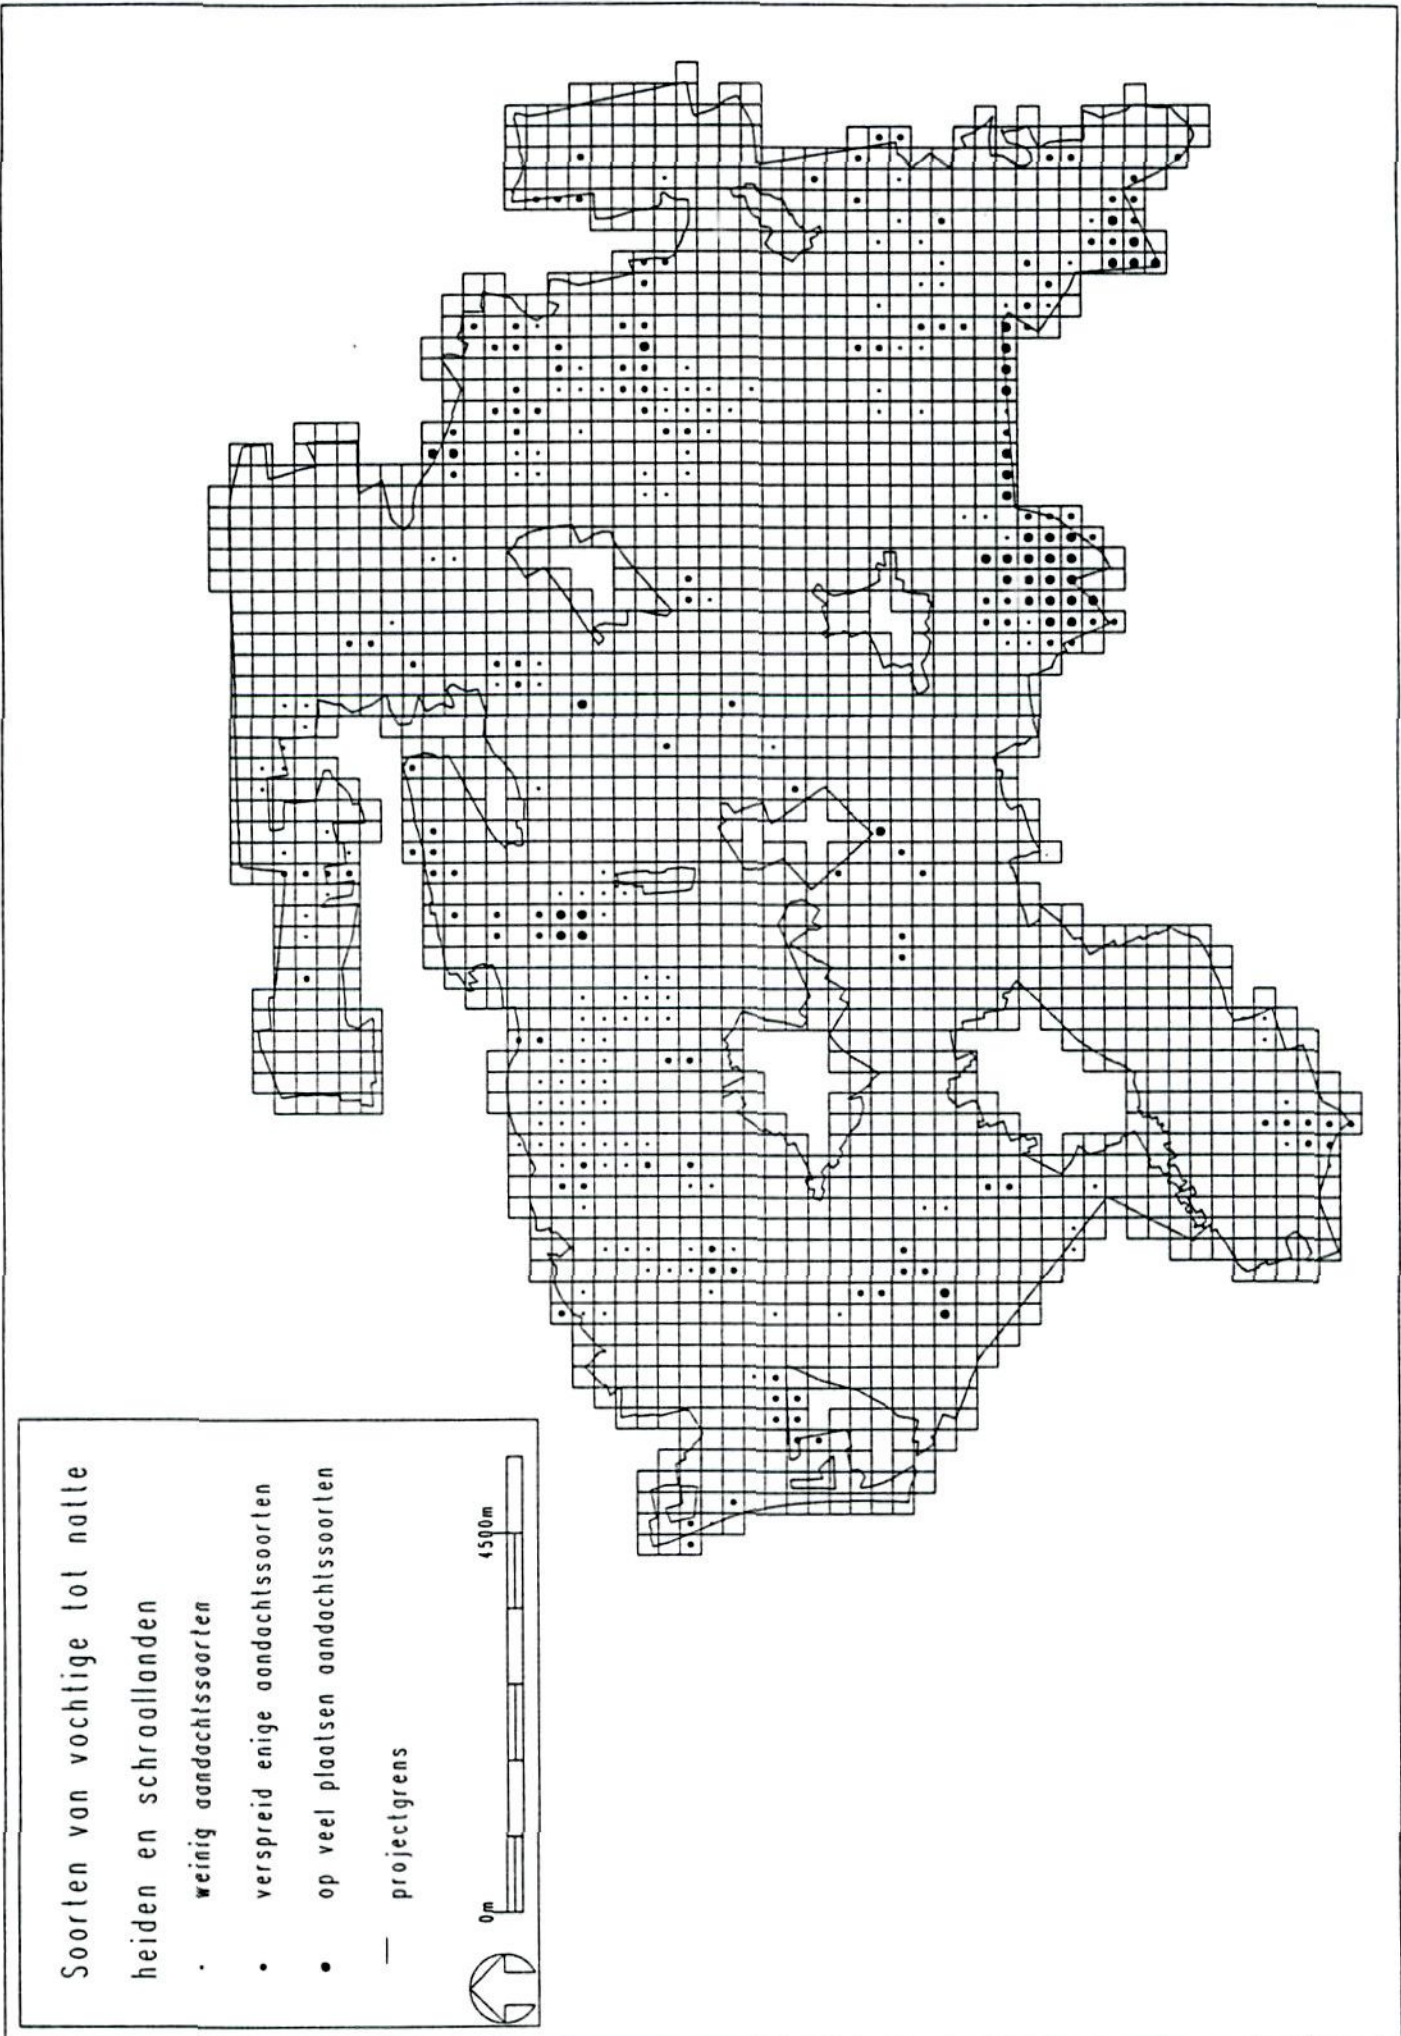 Soorten van vochtige tot natte
heiden en schraallanden
weinig aandachtssoorten
verspreid enige aandachtssoorten
op veel plaatsen aandachtssoorten
projectgrens
0m 4500m